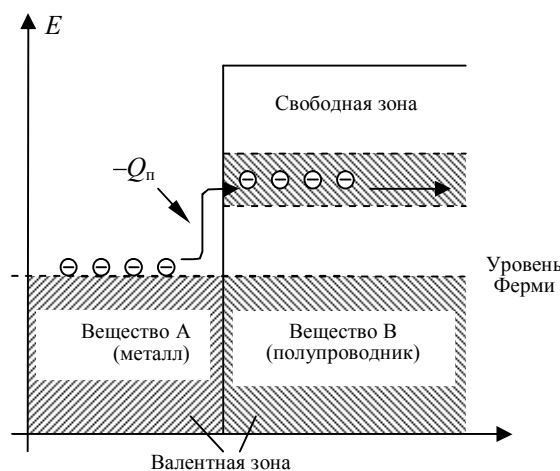 E
Свободная зона
–Qп
Уровень
Ферми
Вещество А
(металл)
Вещество В
(полупроводник)
Валентная зона